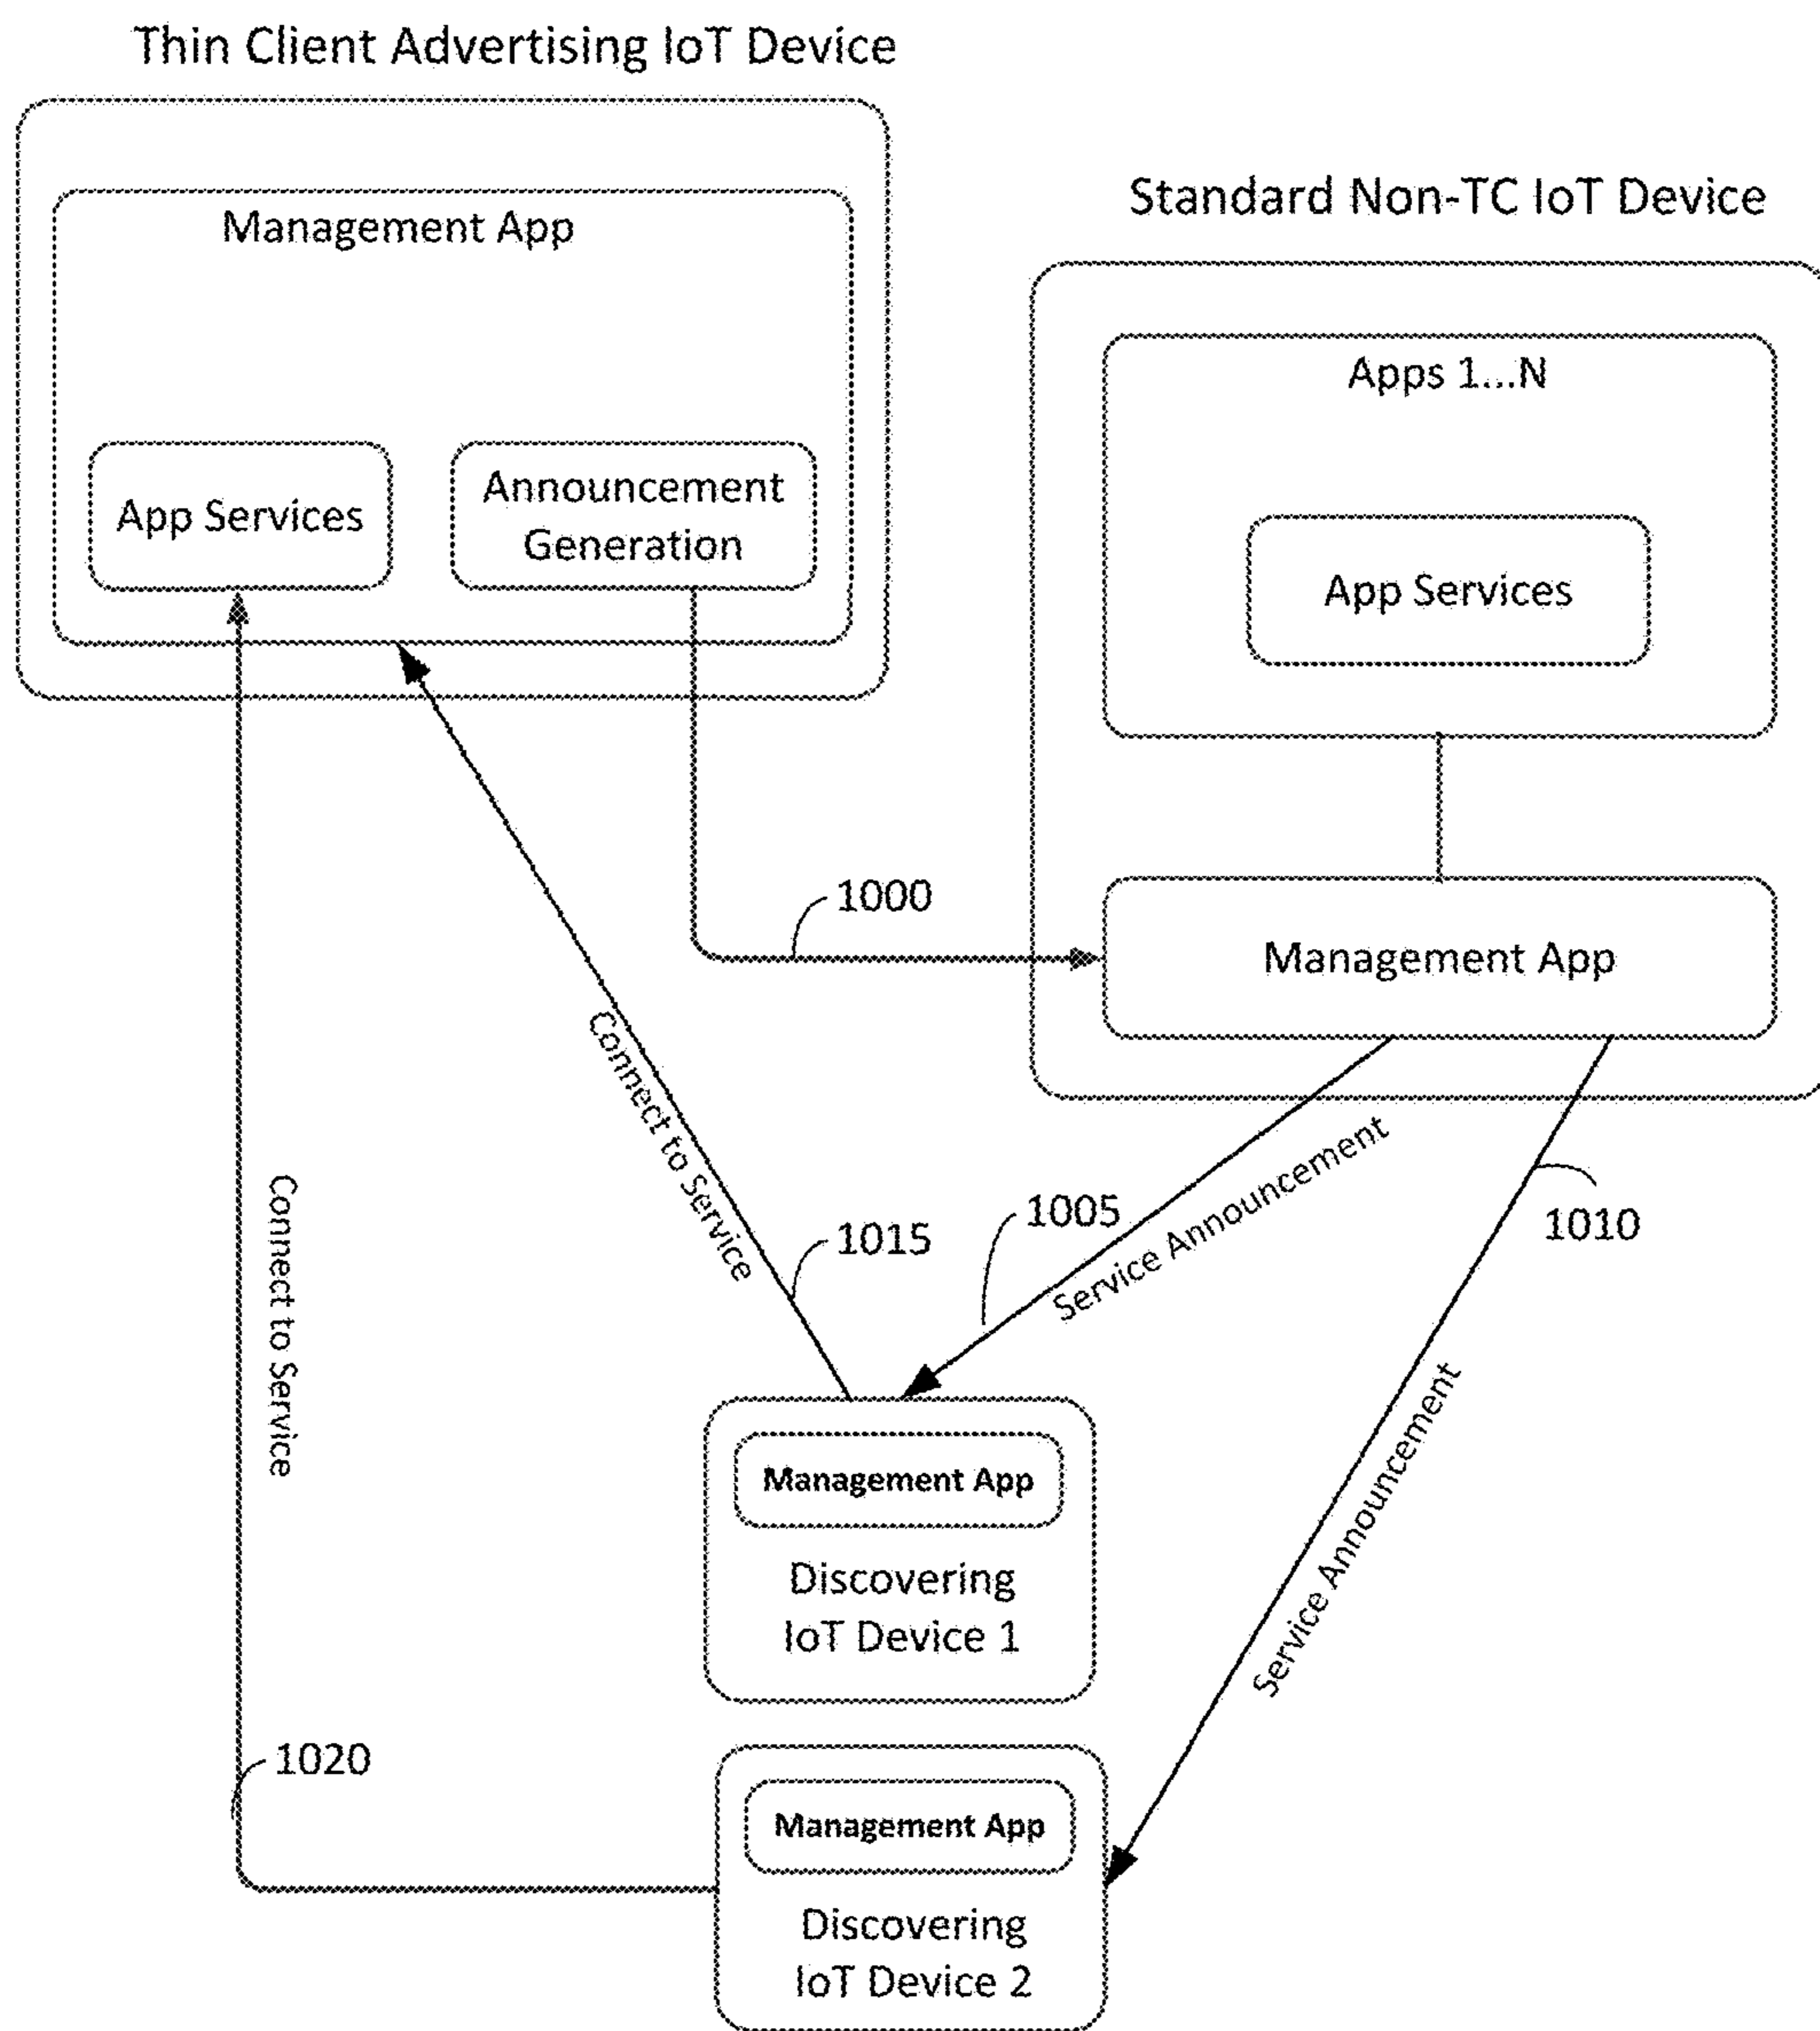 Thin Client Advertising IoT Device
Management App
App Services
Announcement
Generation
Standard Non-TC IoT Device
Apps 1...N
App Services
Management App
1000
Connect to Service
1015
1005
Service Announcement
1010
Service Announcement
Connect to Service
1020
Management App
Discovering
IoT Device 1
Management App
Discovering
IoT Device 2